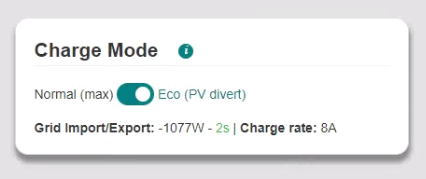 Charge Mode i
Normal (max) Eco (PV divert)
Grid Import/Export: -1077W - 2s | Charge rate: 8A